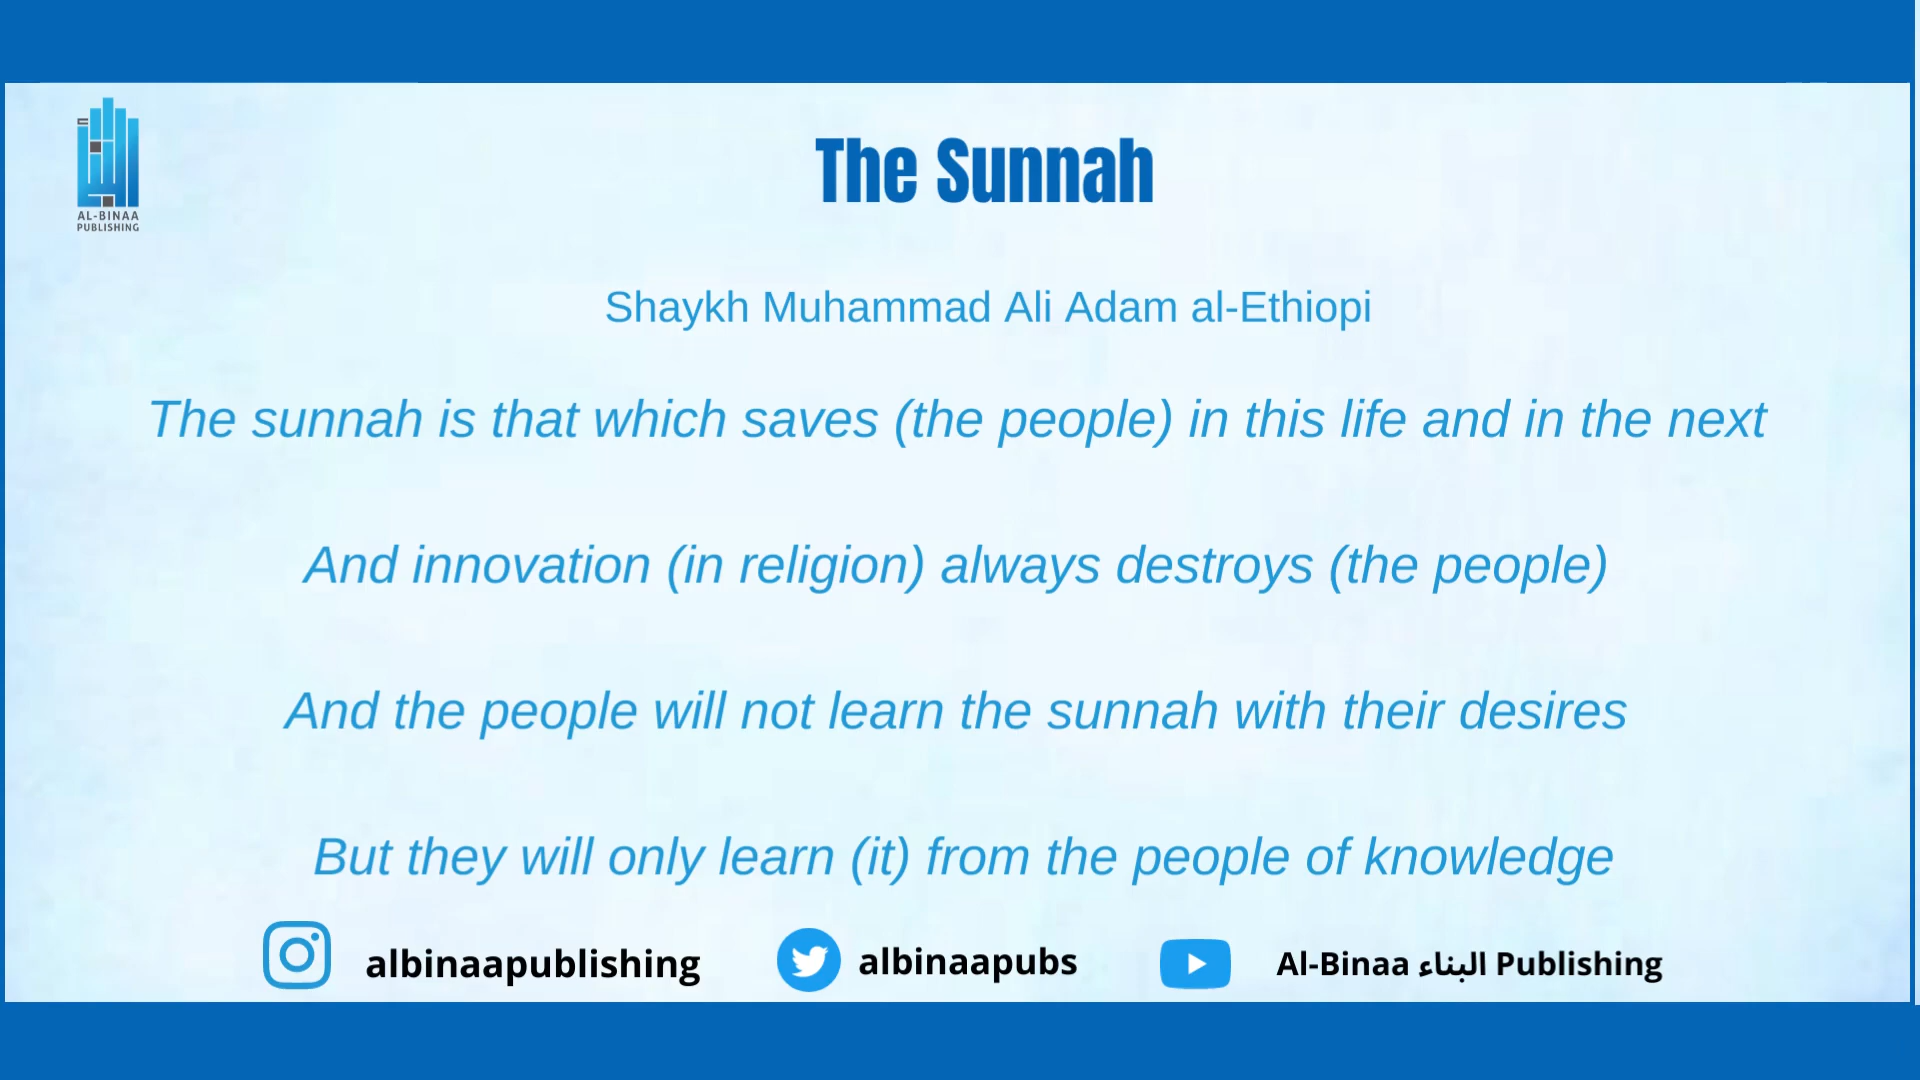 AL-BINAA
PUBLISHING
The Sunnah
Shaykh Muhammad Ali Adam al-Ethiopi
The sunnah is that which saves (the people) in this life and in the next
And innovation (in religion) always destroys (the people)
And the people will not learn the sunnah with their desires
But they will only learn (it) from the people of knowledge
albinaapublishing
albinaapubs
Al-Binaa البناء Publishing